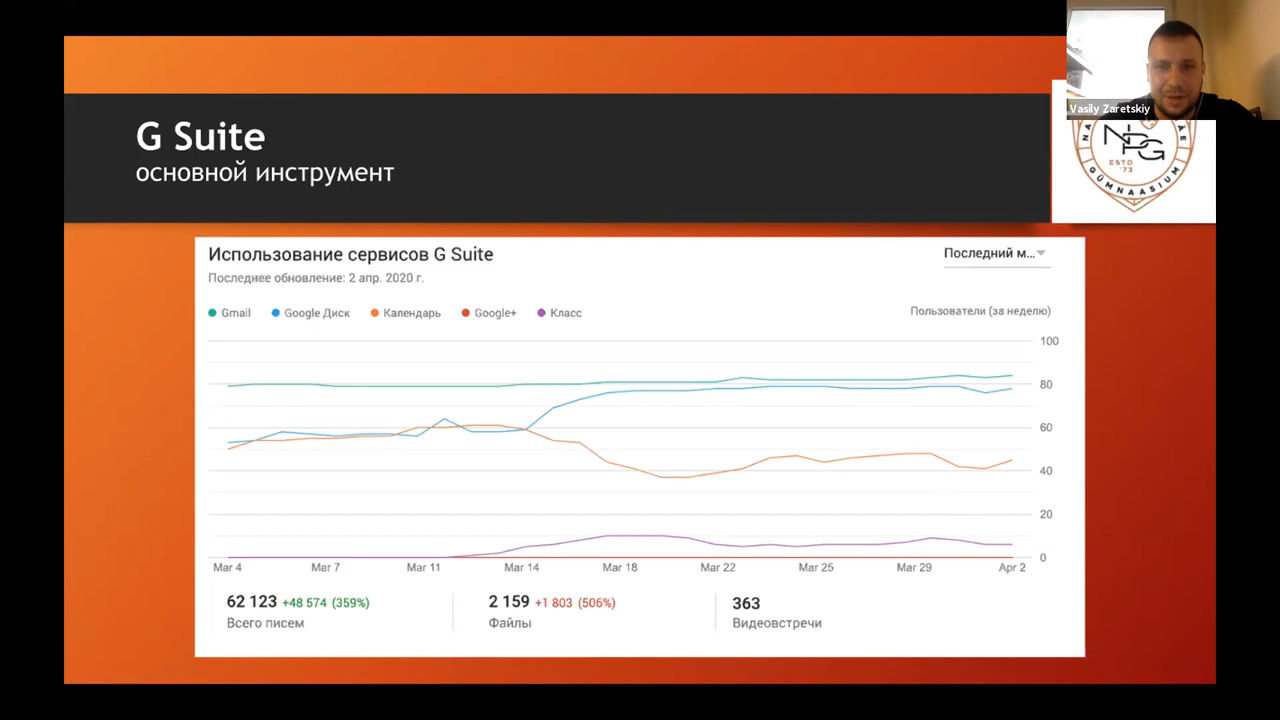 G Suite
основной инструмент
Vasily Zaretskiy
NPG
ESTD
'73
GÜMNAASIUM
Использование сервисов G Suite
Последний м...
Последнее обновление: 2 апр. 2020 г.
Gmail Google Диск Календарь Google+ Класс
Пользователи (за неделю)
100
80
60
40
20
0
Mar 4 Mar 7 Mar 11 Mar 14 Mar 18 Mar 22 Mar 25 Mar 29 Apr 2
62 123 +48 574 (359%)
Всего писем
2 159 +1 803 (506%)
Файлы
363
Видеовстречи